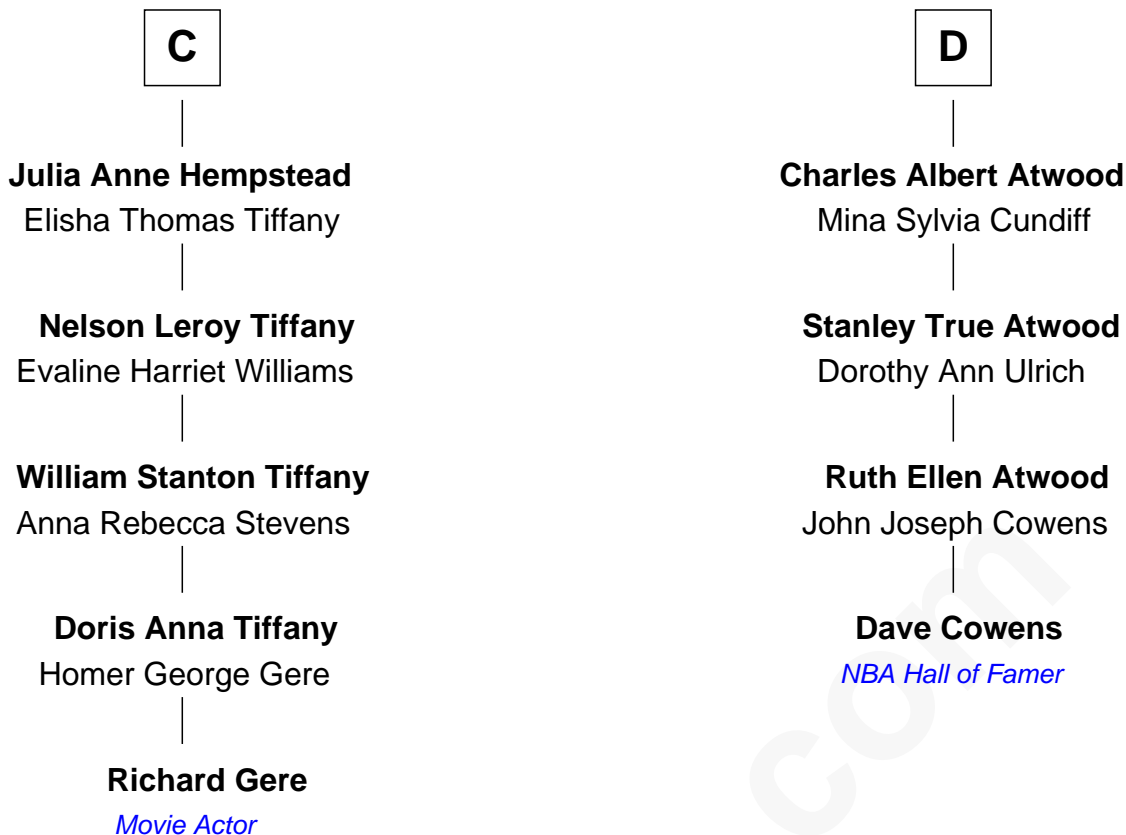 C
Julia Anne Hempstead
Elisha Thomas Tiffany
Nelson Leroy Tiffany
Evaline Harriet Williams
William Stanton Tiffany
Anna Rebecca Stevens
Doris Anna Tiffany
Homer George Gere
Richard Gere
Movie Actor
D
Charles Albert Atwood
Mina Sylvia Cundiff
Stanley True Atwood
Dorothy Ann Ulrich
Ruth Ellen Atwood
John Joseph Cowens
Dave Cowens
NBA Hall of Famer
com